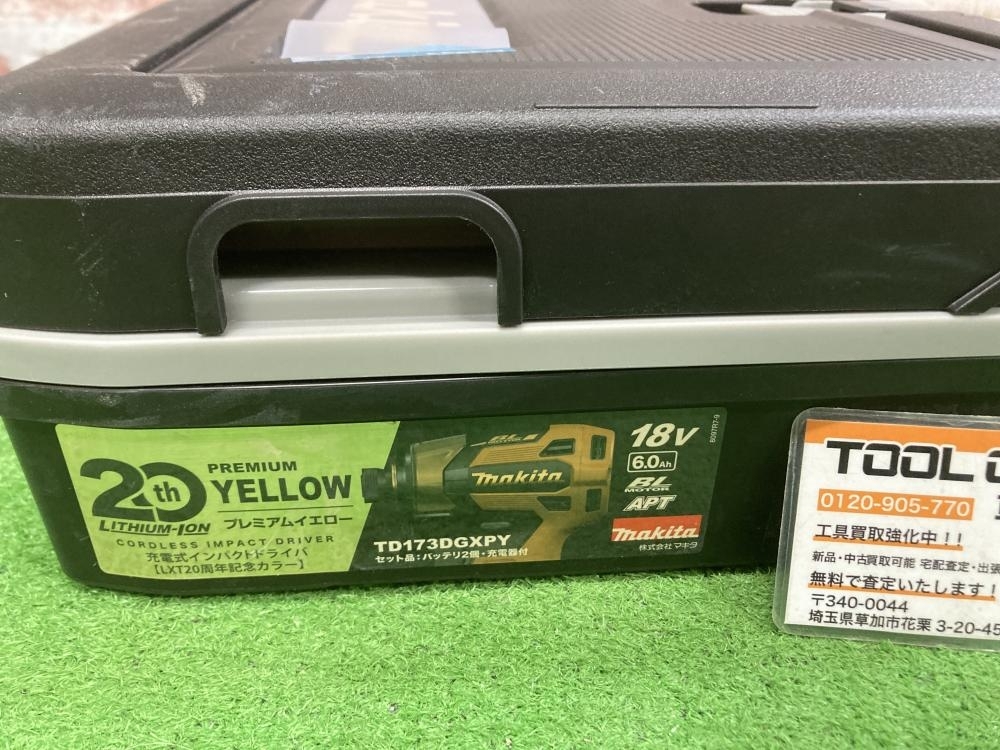 20th
LITHIUM-ION
PREMIUM
YELLOW
プレミアムイエロー
CORDLESS IMPACT DRIVER
充電式インパクトドライバ
【LXT20周年記念カラー】
BL
makita
TD173DGXPY
セット品:バッテリ2個・充電器付
18V
6.0Ah
BL
MOTOR
APT
makita
株式会社マキタ
8097R7-9
TOOL
0120-905-770
工具買取強化中!!
新品・中古買取可能 宅配査定・出張
無料で査定いたします!
〒340-0044
埼玉県草加市花栗 3-20-45